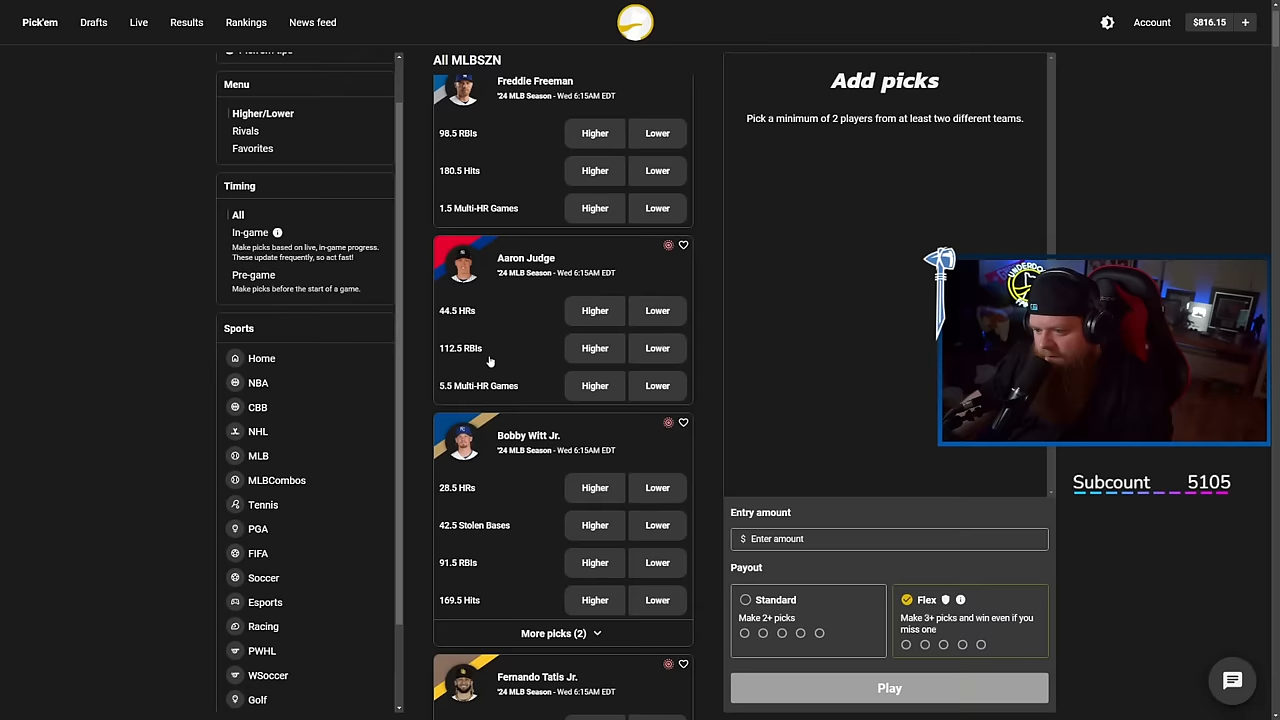 Pick'em
Drafts
Live
Results
Rankings
News feed
Account
$816.15
+
Pick'em tips
Menu
Higher/Lower
Rivals
Favorites
Timing
All
In-game
Make picks based on live, in-game progress.
These update frequently, so act fast!
Pre-game
Make picks before the start of a game.
Sports
Home
NBA
CBB
NHL
MLB
MLBCombos
Tennis
PGA
FIFA
Soccer
Esports
Racing
PWHL
WSoccer
Golf
All MLBSZN
Freddie Freeman
'24 MLB Season - Wed 6:15AM EDT
98.5 RBIs Higher Lower
180.5 Hits Higher Lower
1.5 Multi-HR Games Higher Lower
Aaron Judge
'24 MLB Season - Wed 6:15AM EDT
44.5 HRs Higher Lower
112.5 RBIs Higher Lower
5.5 Multi-HR Games Higher Lower
Bobby Witt Jr.
'24 MLB Season - Wed 6:15AM EDT
28.5 HRs Higher Lower
42.5 Stolen Bases Higher Lower
91.5 RBIs Higher Lower
169.5 Hits Higher Lower
More picks (2)
Fernando Tatis Jr.
'24 MLB Season - Wed 6:15AM EDT
Add picks
Pick a minimum of 2 players from at least two different teams.
Entry amount
$ Enter amount
Payout
Standard
Make 2+ picks
Flex
Make 3+ picks and win even if you
miss one
Play
UNDERDO
Subcount 5105